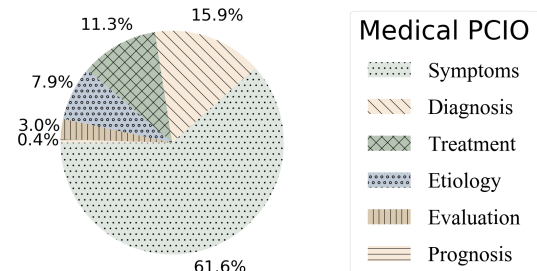 15.9%
11.3%
7.9%
3.0%
0.4%
61.6%
Medical PCIO
Symptoms
Diagnosis
Treatment
Etiology
Evaluation
Prognosis